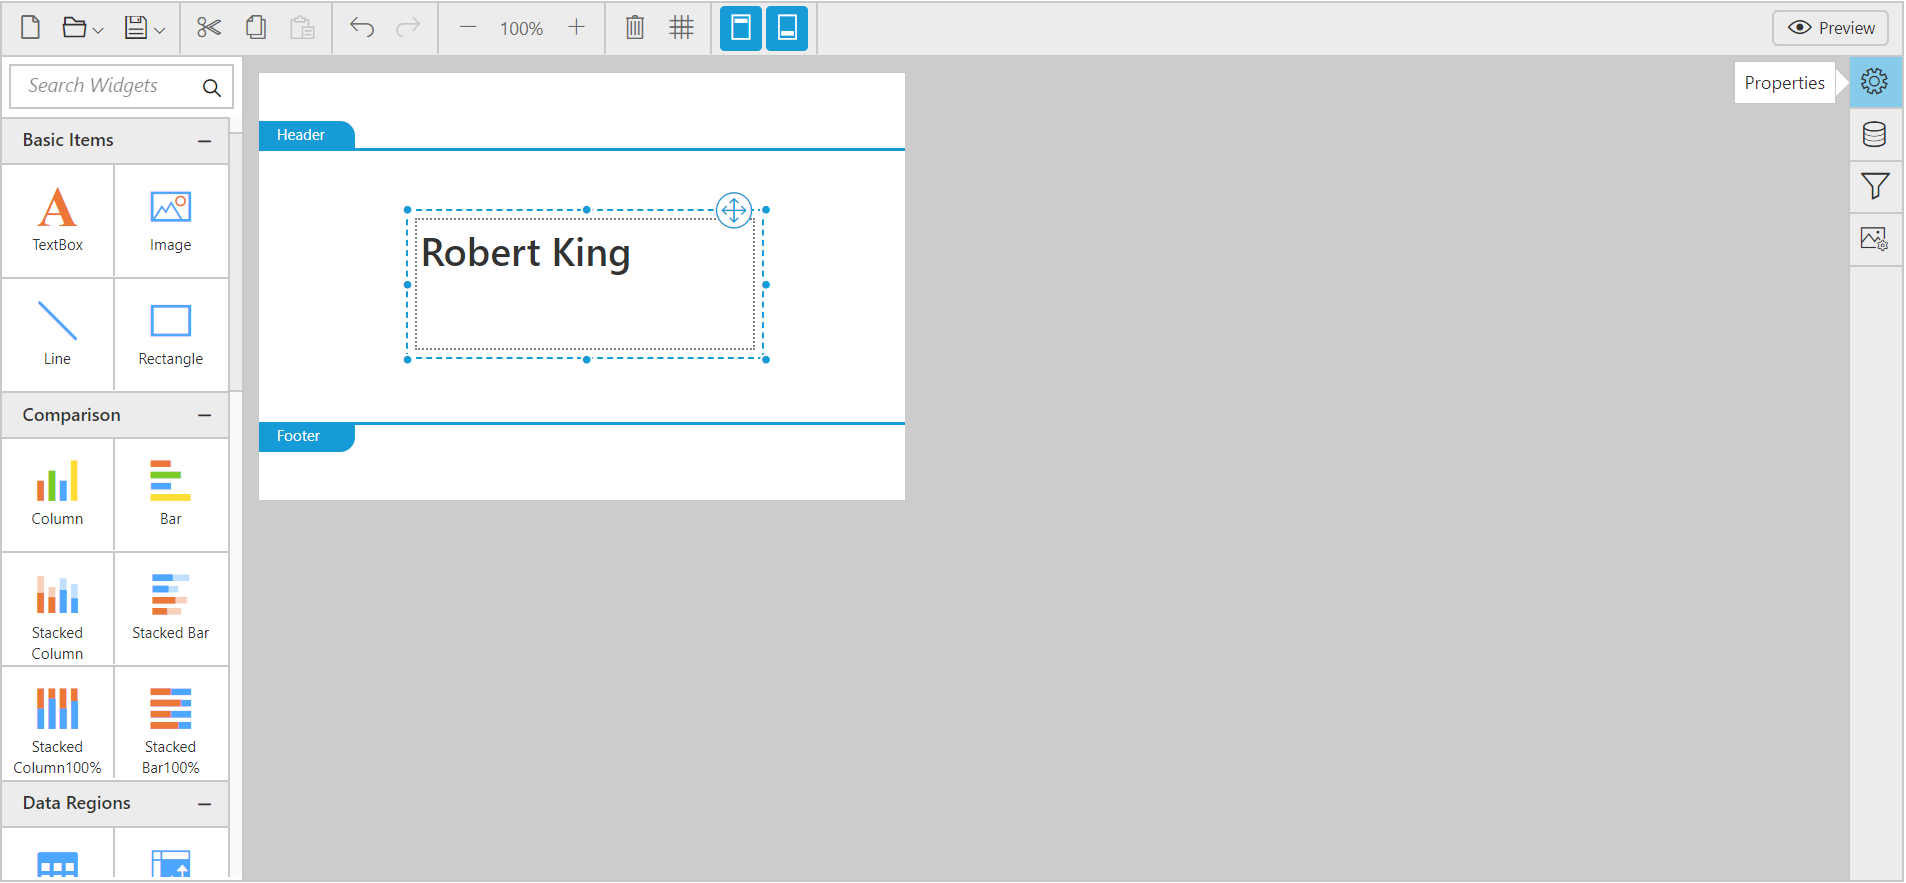 100%
Preview
Search Widgets
Properties
Basic Items
Header
TextBox
Image
Robert King
Line
Rectangle
Comparison
Footer
Column
Bar
Stacked
Column
Stacked Bar
Stacked
Column100%
Stacked
Bar100%
Data Regions